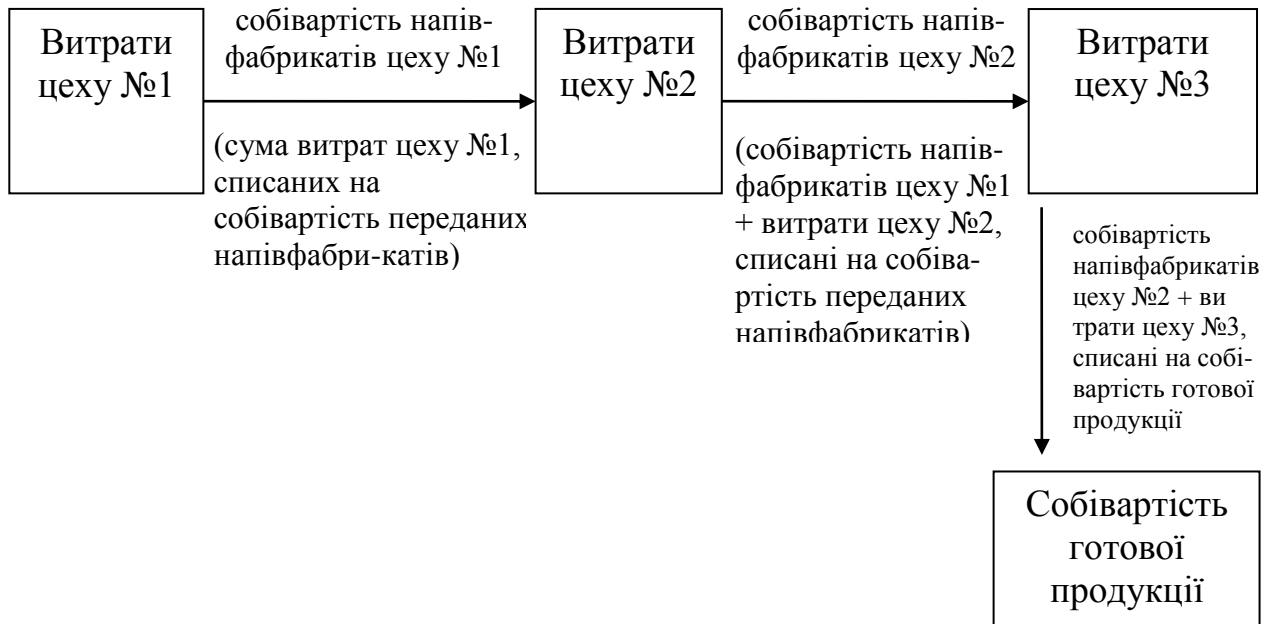 Витрати
цеху №1
собівартість напів-
фабрикатів цеху №1
(сума витрат цеху №1,
списаних на
собівартість переданих
напівфабри-катів)
Витрати
цеху №2
собівартість напів-
фабрикатів цеху №2
(собівартість напів-
фабрикатів цеху №1
+ витрати цеху №2,
списані на собіва-
ртість переданих
напівфабрикатів)
Витрати
цеху №3
собівартість
напівфабрикатів
цеху №2 + ви
трати цеху №3,
списані на собі-
вартість готової
продукції
Собівартість
готової
продукції